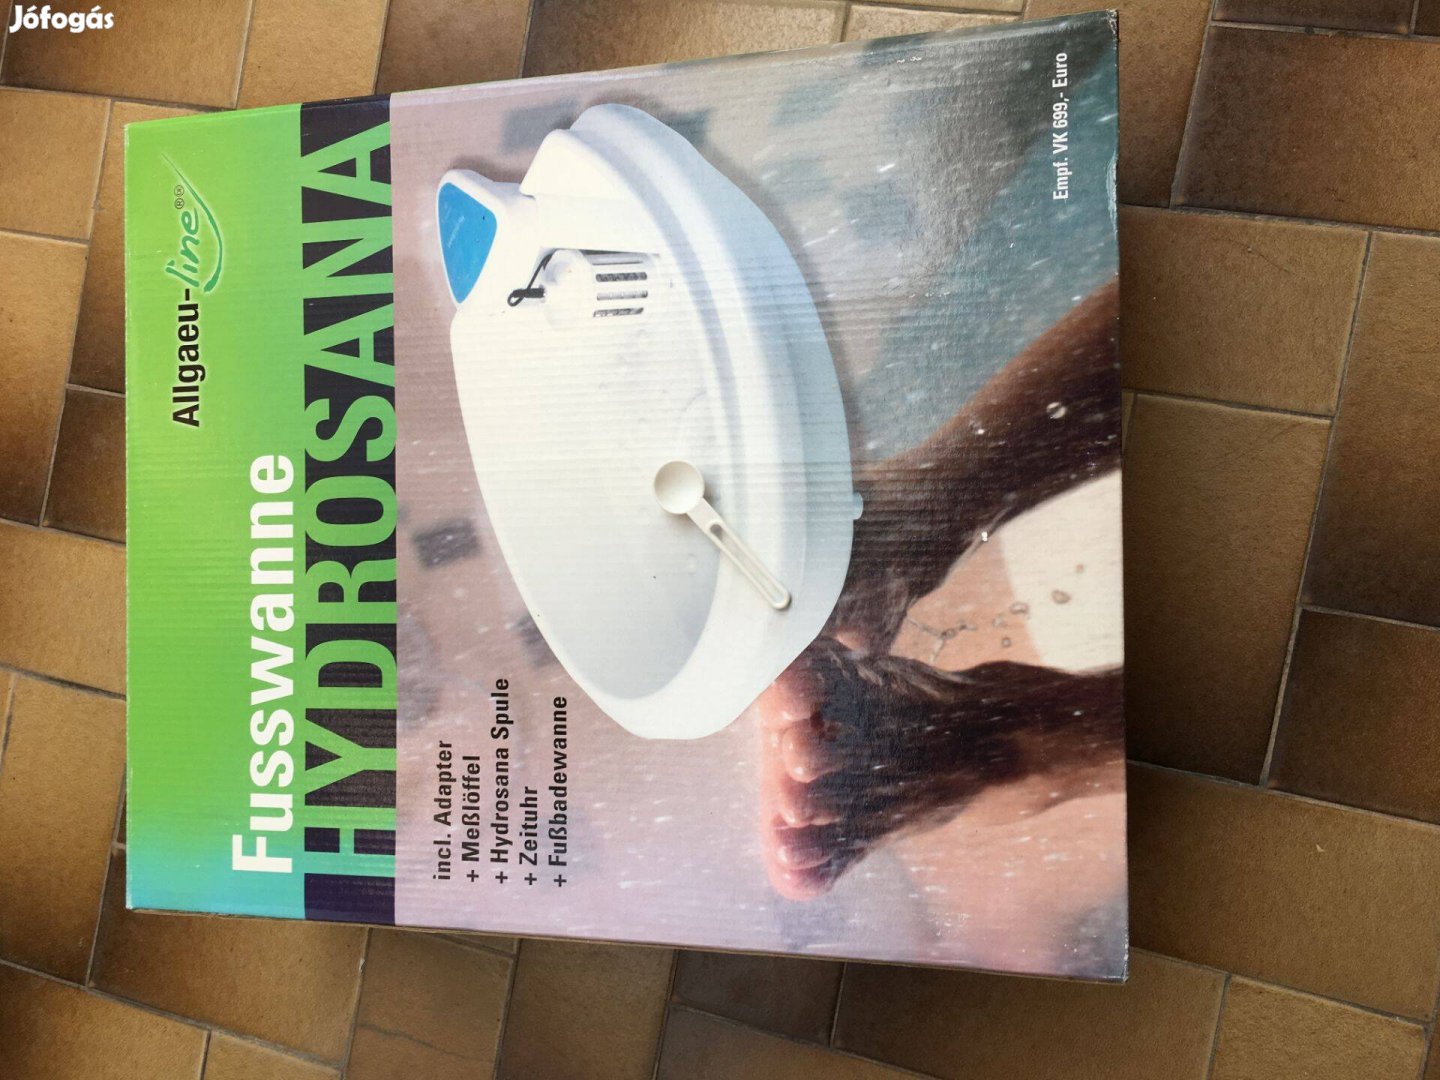 Jófogás
Allgaeu-line®®
Fusswanne
HYDROSANA
incl. Adapter
+ Meßlöffel
+ Hydrosana Spule
+ Zeituhr
+ Fußbadewanne
Empf. VK 699,- Euro